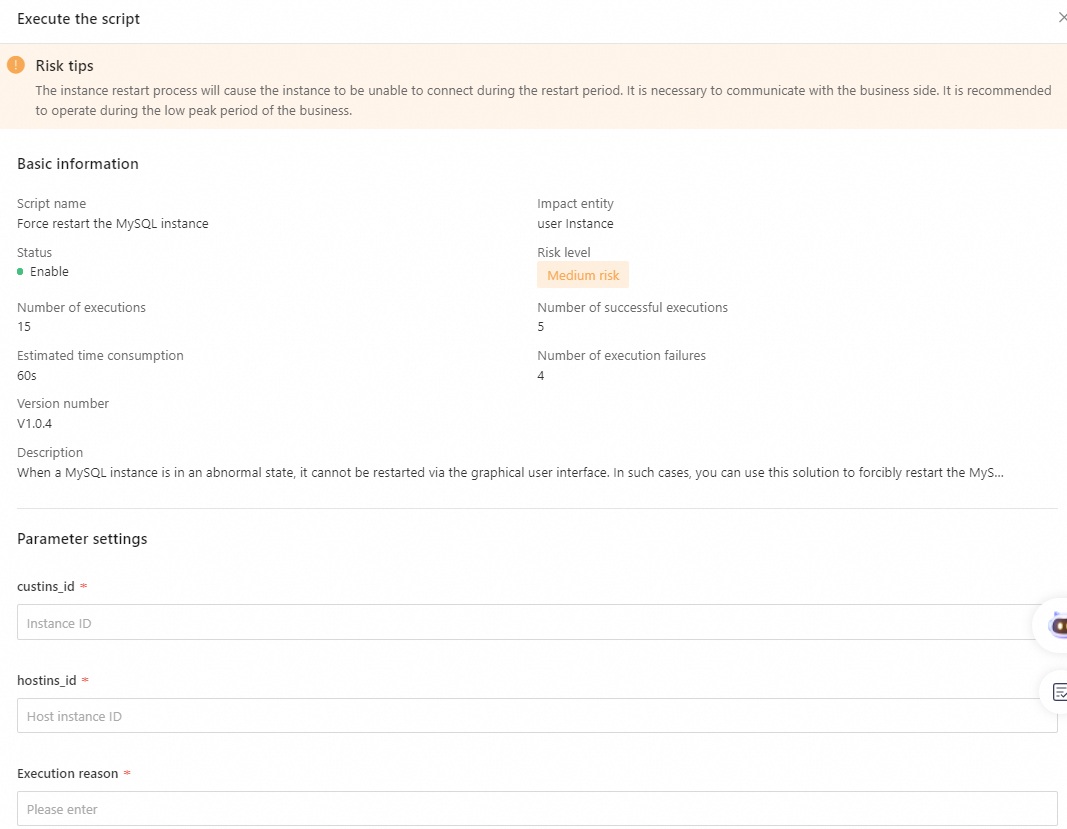 Execute the script
Risk tips
The instance restart process will cause the instance to be unable to connect during the restart period. It is necessary to communicate with the business side. It is recommended
to operate during the low peak period of the business.
Basic information
Script name
Force restart the MySQL instance
Impact entity
user Instance
Status
Enable
Risk level
Medium risk
Number of executions
15
Number of successful executions
5
Estimated time consumption
60s
Number of execution failures
4
Version number
V1.0.4
Description
When a MySQL instance is in an abnormal state, it cannot be restarted via the graphical user interface. In such cases, you can use this solution to forcibly restart the MyS...
Parameter settings
custins_id *
Instance ID
hostins_id *
Host instance ID
Execution reason *
Please enter